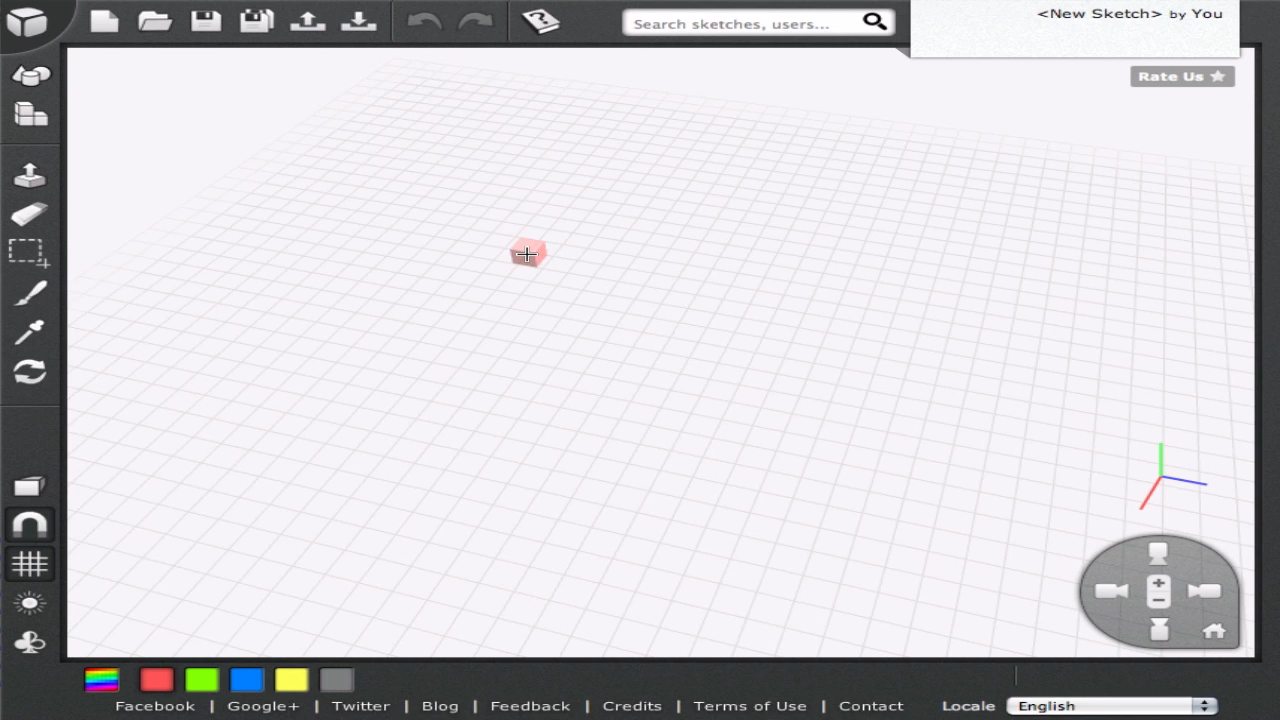 Search sketches, users...
<New Sketch> by You
Rate Us
Facebook | Google+ | Twitter | Blog | Feedback | Credits | Terms of Use | Contact Locale English